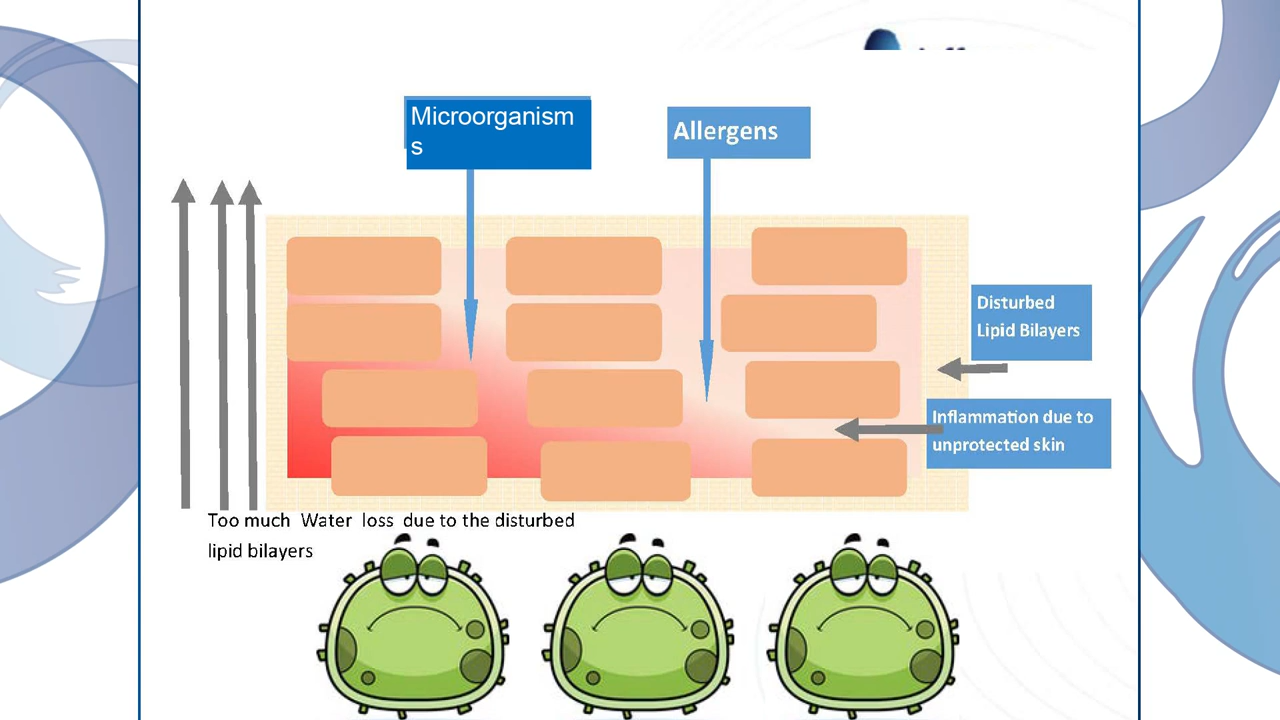 Microorganism
s
Allergens
Disturbed
Lipid Bilayers
Inflammation due to
unprotected skin
Too much Water loss due to the disturbed
lipid bilayers